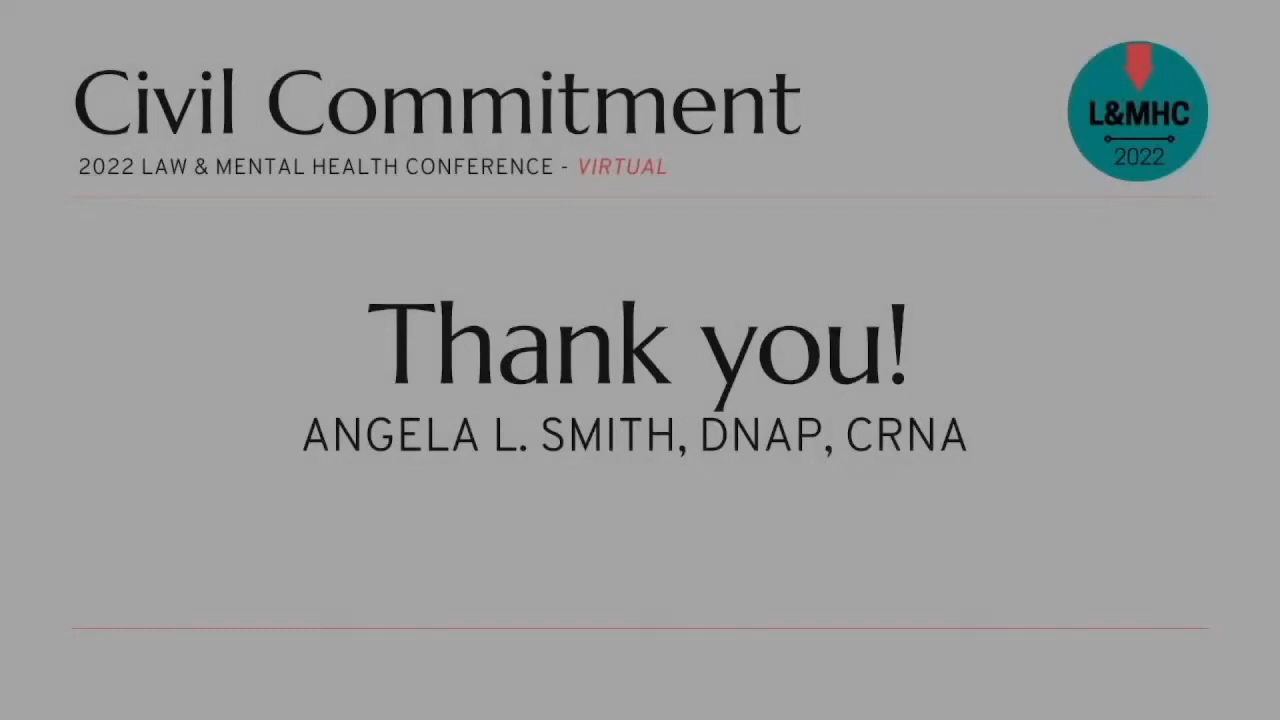 Civil Commitment
2022 LAW & MENTAL HEALTH CONFERENCE - VIRTUAL
L&MHC
2022
Thank you!
ANGELA L. SMITH, DNAP, CRNA